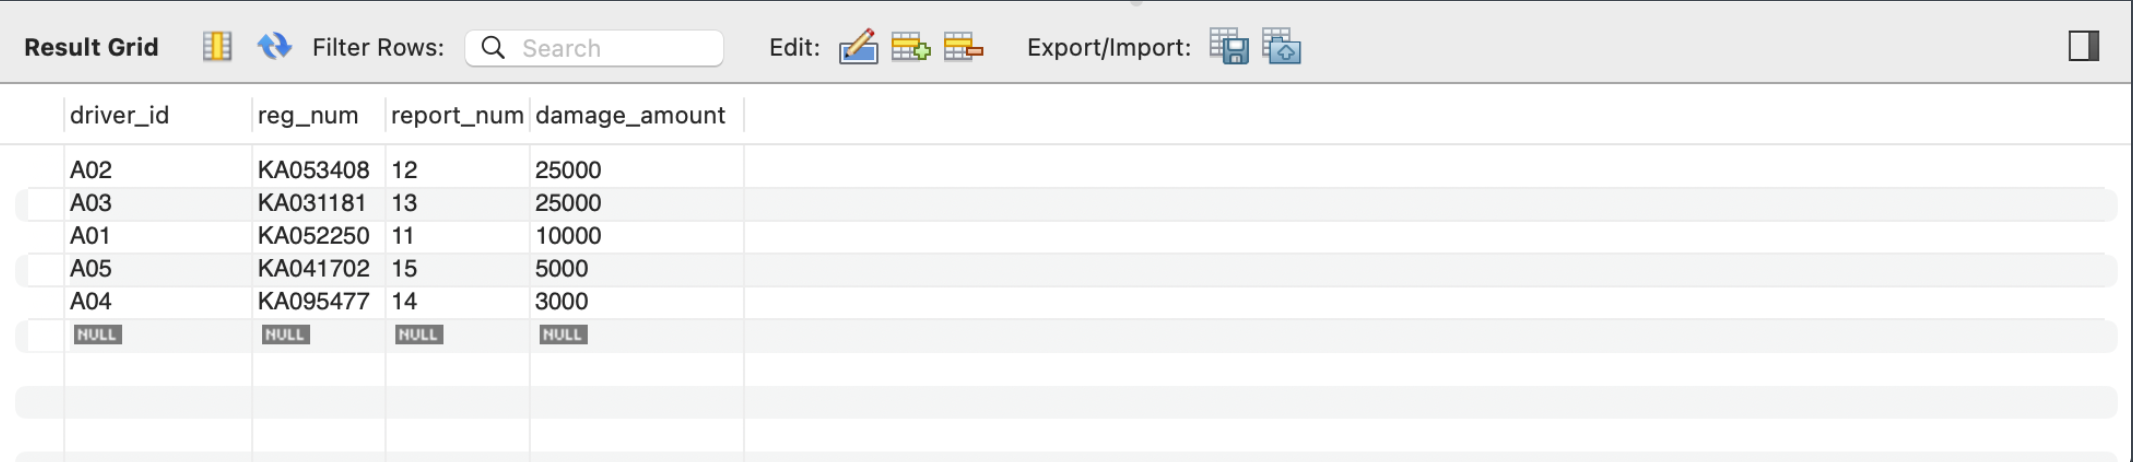 Result Grid Filter Rows: Search Edit: Export/Import:
driver_id reg_num report_num damage_amount
A02 KA053408 12 25000
A03 KA031181 13 25000
A01 KA052250 11 10000
A05 KA041702 15 5000
A04 KA095477 14 3000
NULL NULL NULL NULL